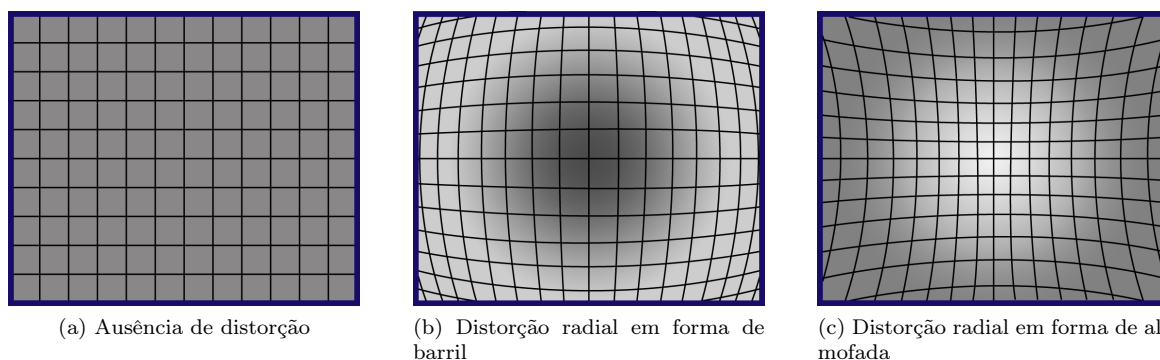 (a) Ausência de distorção
(b) Distorção radial em forma de
barril
(c) Distorção radial em forma de al
mofada